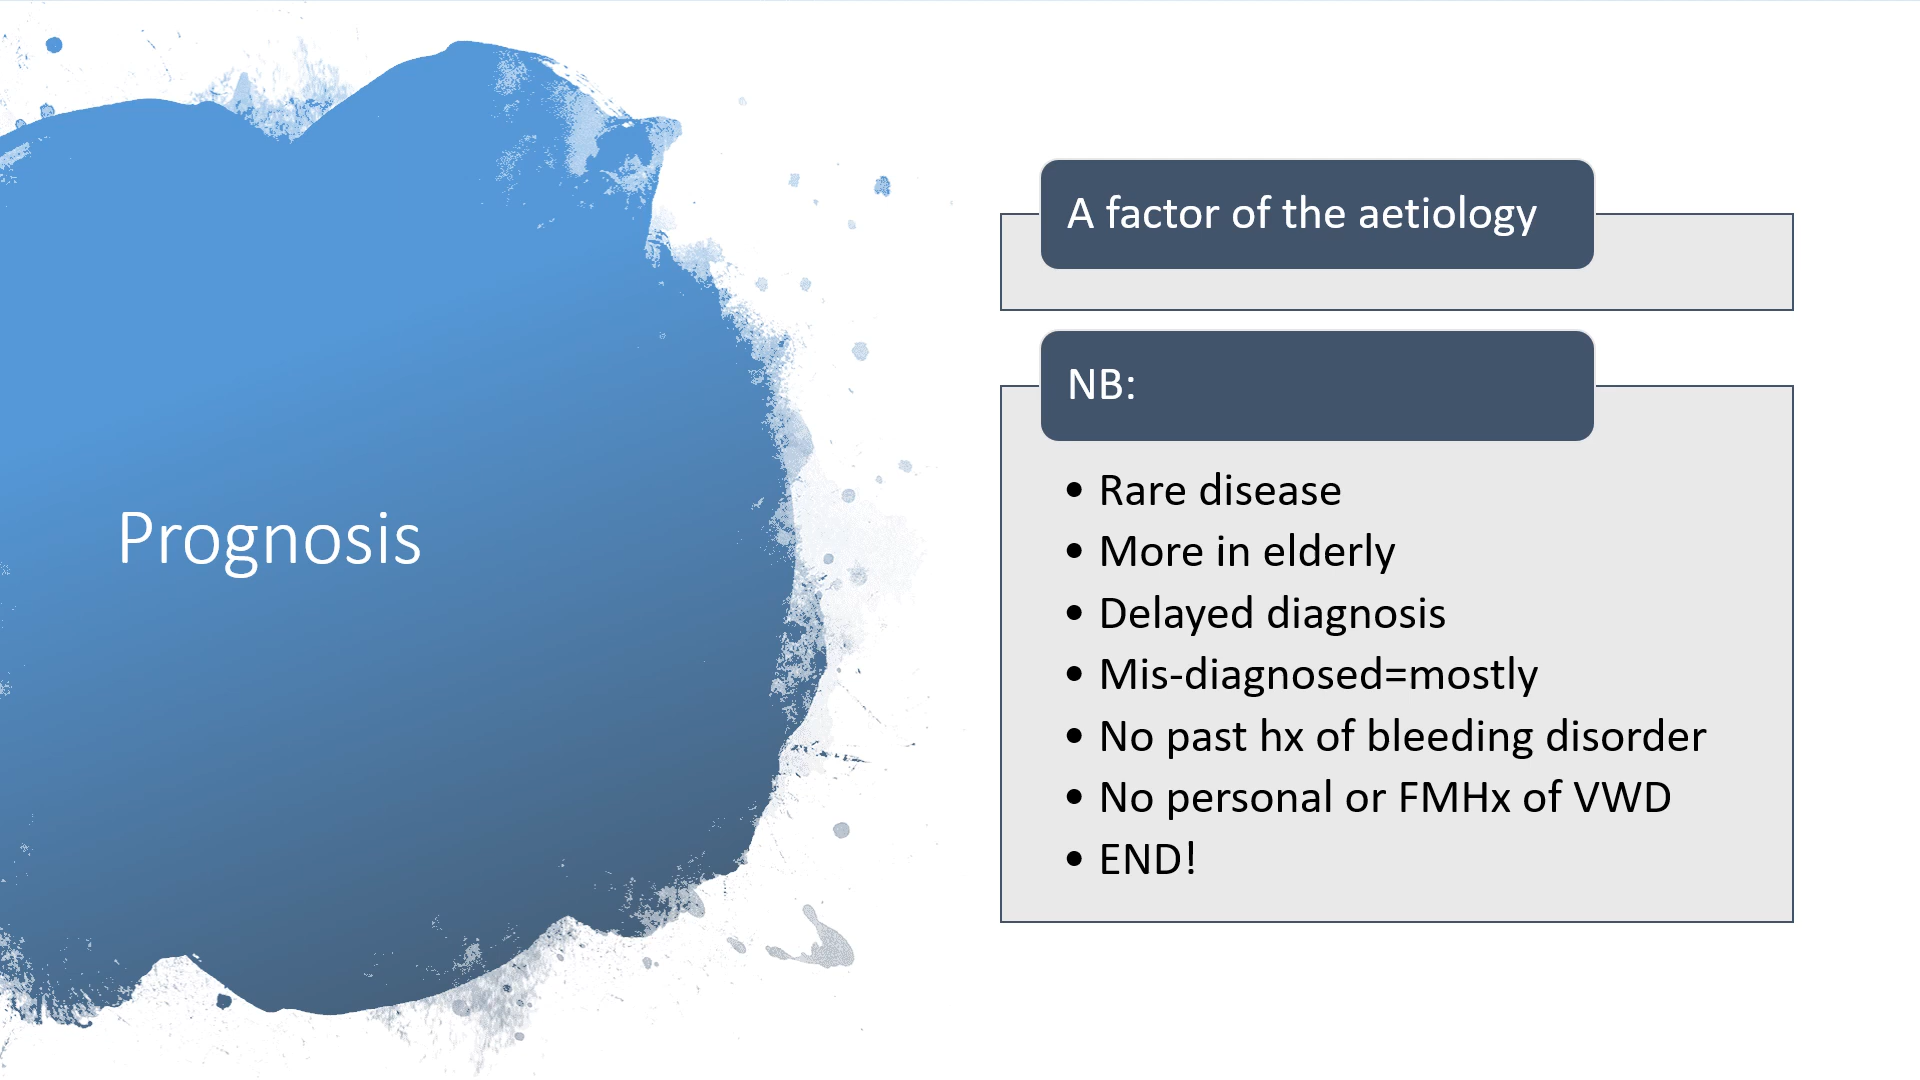 Prognosis
A factor of the aetiology
NB:
• Rare disease
• More in elderly
• Delayed diagnosis
• Mis-diagnosed=mostly
• No past hx of bleeding disorder
• No personal or FMHx of VWD
• END!